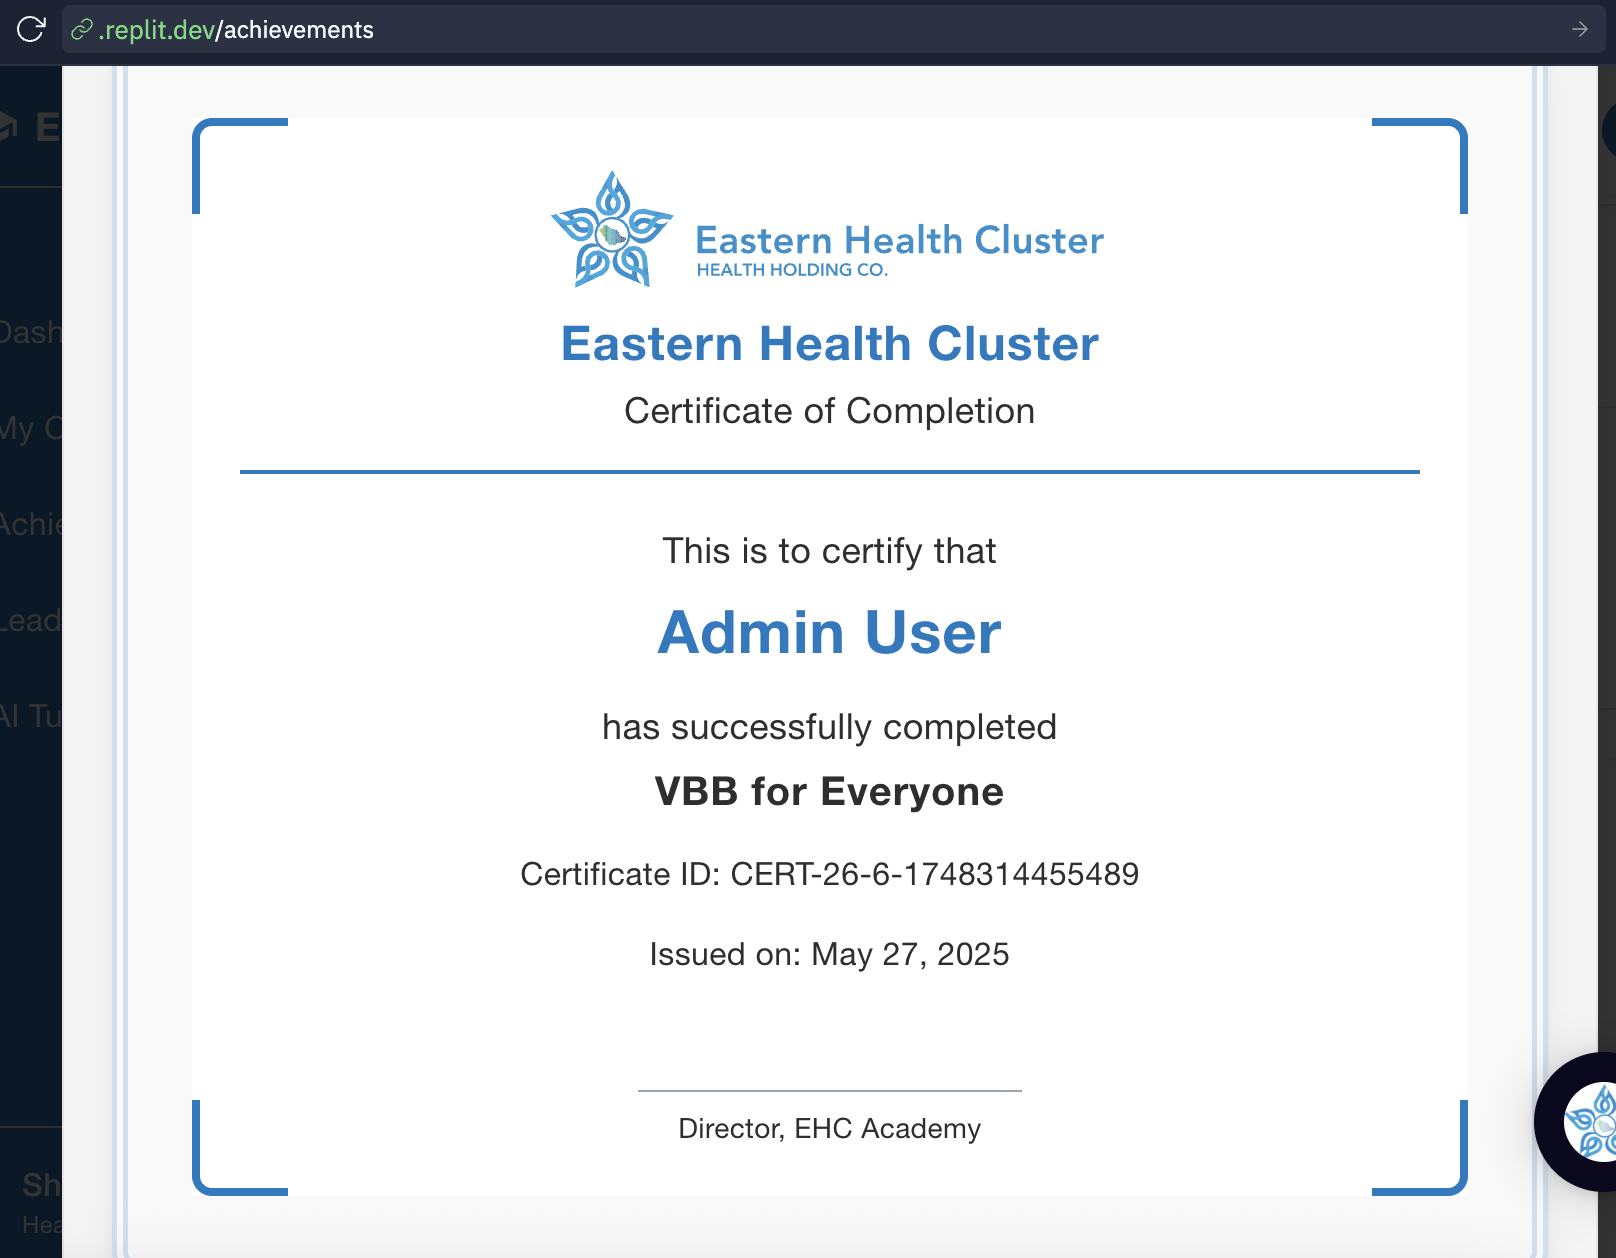 .replit.dev/achievements
E
Dash
My C
Achie
Lead
AI Tu
Sh
Hea
Eastern Health Cluster
HEALTH HOLDING CO.
Eastern Health Cluster
Certificate of Completion
This is to certify that
Admin User
has successfully completed
VBB for Everyone
Certificate ID: CERT-26-6-1748314455489
Issued on: May 27, 2025
Director, EHC Academy